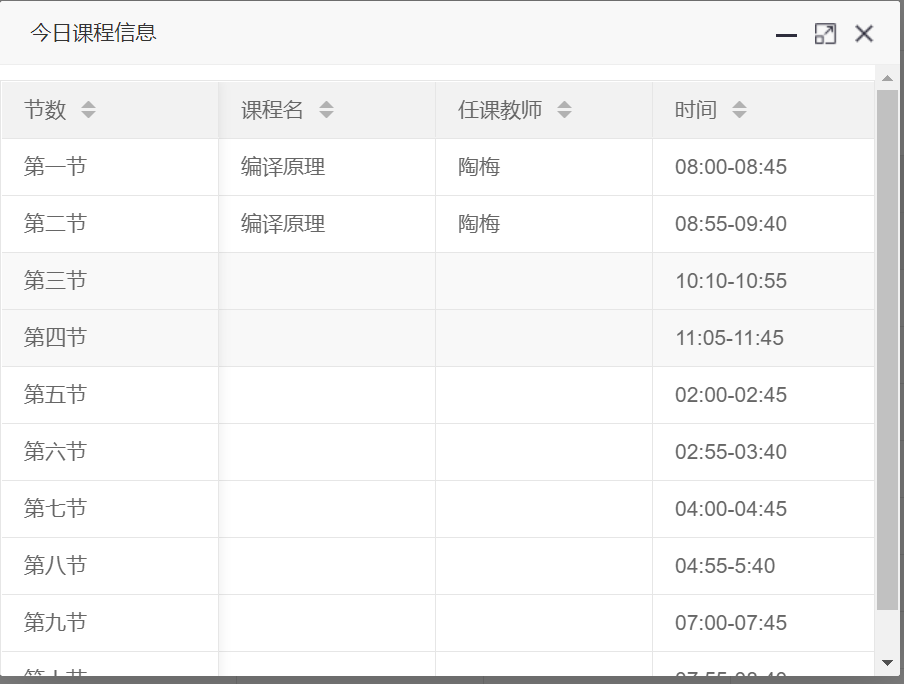 今日课程信息
节数 课程名 任课教师 时间
第一节 编译原理 陶梅 08:00-08:45
第二节 编译原理 陶梅 08:55-09:40
第三节 10:10-10:55
第四节 11:05-11:45
第五节 02:00-02:45
第六节 02:55-03:40
第七节 04:00-04:45
第八节 04:55-5:40
第九节 07:00-07:45